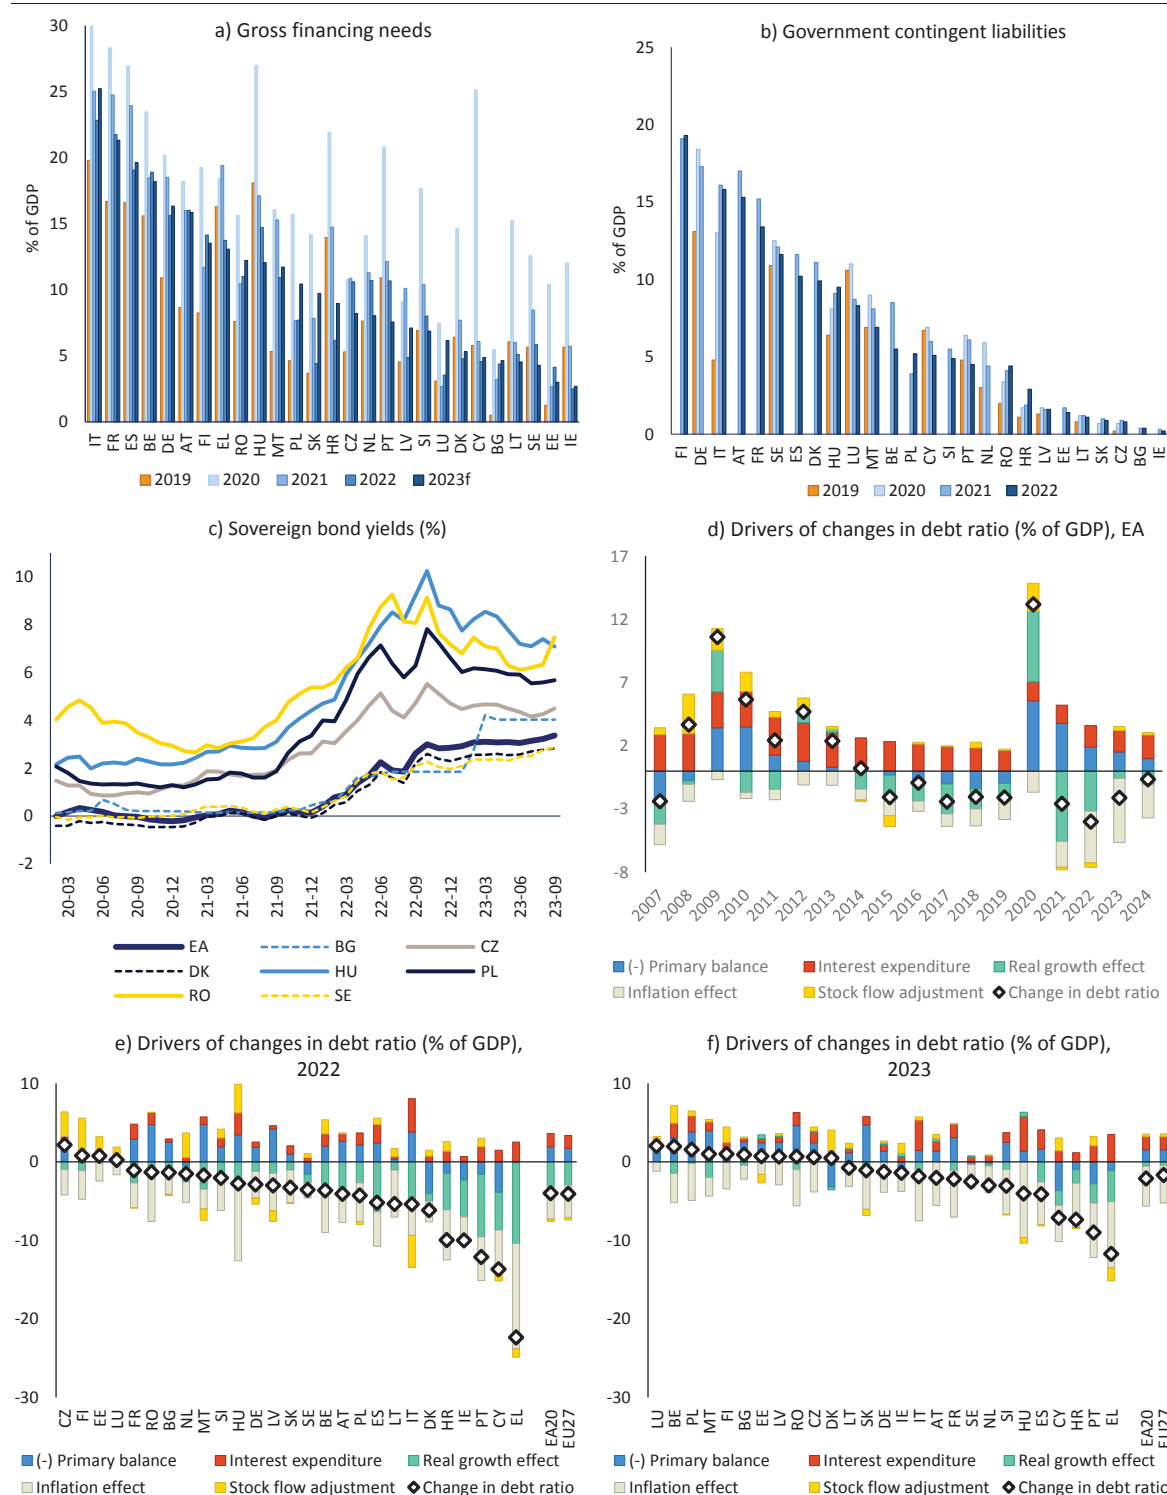 a) Gross financing needs
30
25
20
15
10
5
0
% of GDP
IT FR ES BE DE AT FI EL RO HU MT PL SK HR CZ NL PT LV SI LU DK CY BG LT SE EE IE
2019 2020 2021 2022 2023f
b) Government contingent liabilities
25
20
15
10
5
0
% of GDP
FI DE IT AT FR SE ES DK HU LU MT BE PL CY SI PT NL RO HR LV EE LT SK CZ BG IE
2019 2020 2021 2022
c) Sovereign bond yields (%)
10
8
6
4
2
0
-2
20-03 20-06 20-09 20-12 21-03 21-06 21-09 21-12 22-03 22-06 22-09 22-12 23-03 23-06 23-09
EA BG CZ
DK HU PL
RO SE
d) Drivers of changes in debt ratio (% of GDP), EA
17
12
7
2
-3
-8
2007 2008 2009 2010 2011 2012 2013 2014 2015 2016 2017 2018 2019 2020 2021 2022 2023 2024
(-) Primary balance Interest expenditure Real growth effect
Inflation effect Stock flow adjustment Change in debt ratio
e) Drivers of changes in debt ratio (% of GDP),
2022
10
0
-10
-20
-30
CZ FI EE LU FR RO BG NL MT SI HU DE LV SK SE BE AT PL ES LT IT DK HR IE PT CY EL EA20 EU27
(-) Primary balance Interest expenditure Real growth effect
Inflation effect Stock flow adjustment Change in debt ratio
f) Drivers of changes in debt ratio (% of GDP),
2023
10
0
-10
-20
-30
LU BE PL MT FI BG EE LV RO CZ DK LT SK DE IE IT AT FR SE NL SI HU ES CY HR PT EL EA20 EU27
(-) Primary balance Interest expenditure Real growth effect
Inflation effect Stock flow adjustment Change in debt ratio